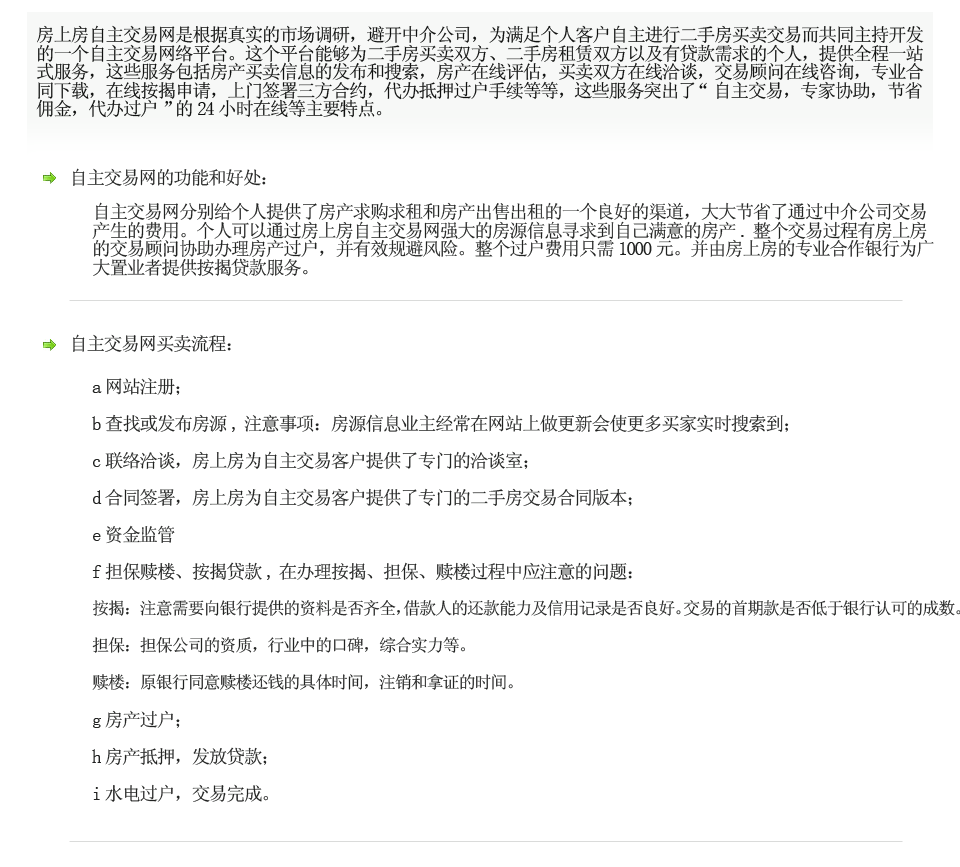 房上房自主交易网是根据真实的市场调研，避开中介公司，为满足个人客户自主进行二手房买卖交易而共同主持开发
的一个自主交易网络平台。这个平台能够为二手房买卖双方、二手房租赁双方以及有贷款需求的个人，提供全程一站
式服务，这些服务包括房产买卖信息的发布和搜索，房产在线评估，买卖双方在线洽谈，交易顾问在线咨询，专业合
同下载，在线按揭申请，上门签署三方合约，代办抵押过户手续等等，这些服务突出了“ 自主交易，专家协助，节省
佣金，代办过户 ”的 24 小时在线等主要特点。
自主交易网的功能和好处：
自主交易网分别给个人提供了房产求购求租和房产出售出租的一个良好的渠道，大大节省了通过中介公司交易
产生的费用。个人可以通过房上房自主交易网强大的房源信息寻求到自己满意的房产 . 整个交易过程有房上房
的交易顾问协助办理房产过户，并有效规避风险。整个过户费用只需 1000 元。并由房上房的专业合作银行为广
大置业者提供按揭贷款服务。
自主交易网买卖流程：
a 网站注册；
b 查找或发布房源 , 注意事项：房源信息业主经常在网站上做更新会使更多买家实时搜索到；
c 联络洽谈，房上房为自主交易客户提供了专门的洽谈室；
d 合同签署，房上房为自主交易客户提供了专门的二手房交易合同版本；
e 资金监管
f 担保赎楼、按揭贷款 , 在办理按揭、担保、赎楼过程中应注意的问题：
按揭：注意需要向银行提供的资料是否齐全,借款人的还款能力及信用记录是否良好。交易的首期款是否低于银行认可的成数。
担保：担保公司的资质，行业中的口碑，综合实力等。
赎楼：原银行同意赎楼还钱的具体时间，注销和拿证的时间。
g 房产过户；
h 房产抵押，发放贷款；
i 水电过户，交易完成。